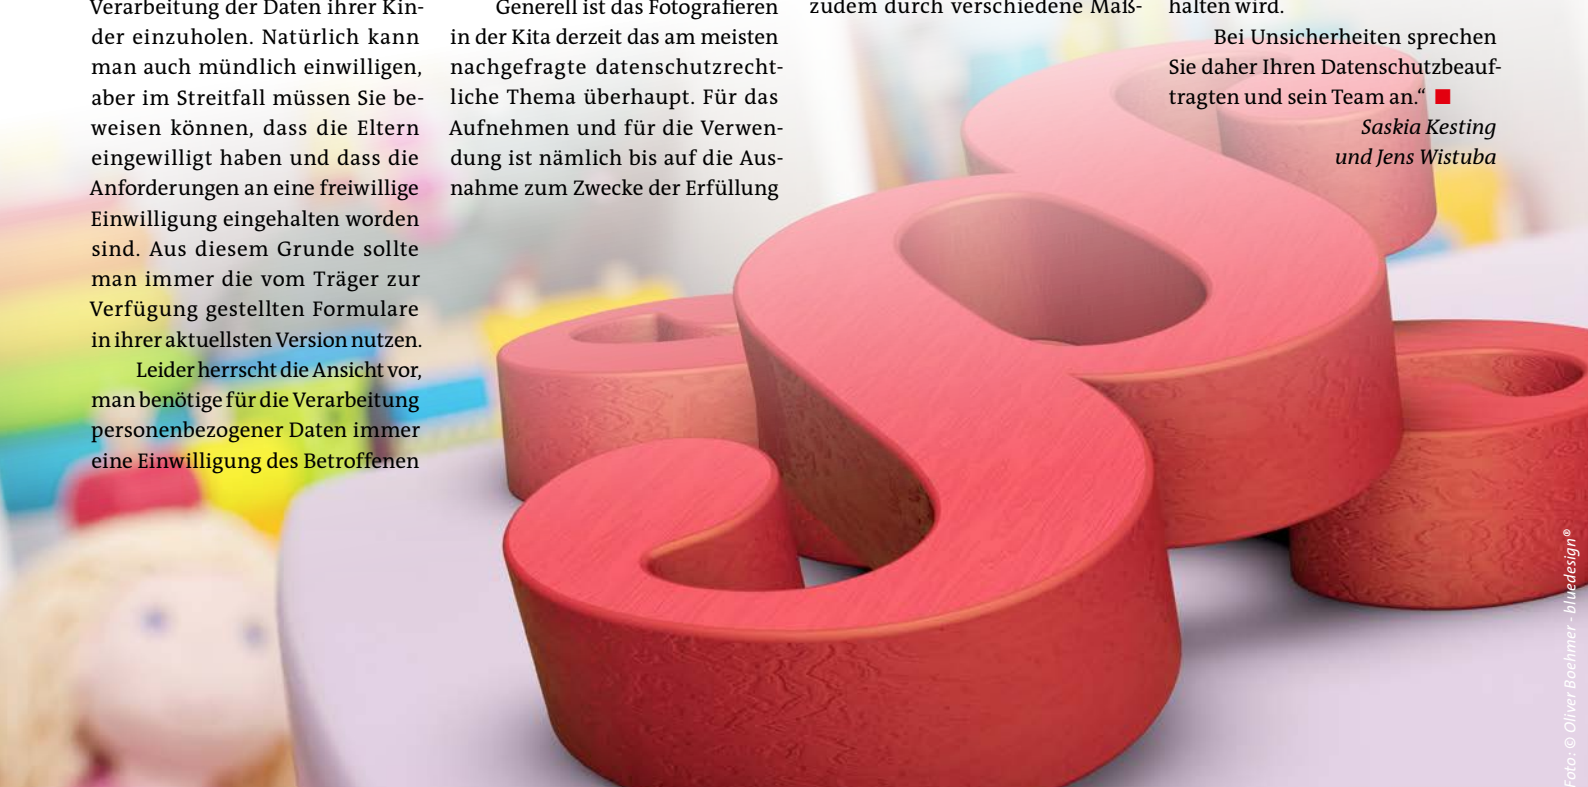 Verarbeitung der Daten ihrer Kin-
der einzuholen. Natürlich kann
man auch mündlich einwilligen,
aber im Streitfall müssen Sie be-
weisen können, dass die Eltern
eingewilligt haben und dass die
Anforderungen an eine freiwillige
Einwilligung eingehalten worden
sind. Aus diesem Grunde sollte
man immer die vom Träger zur
Verfügung gestellten Formulare
in ihrer aktuellsten Version nutzen.
Leider herrscht die Ansicht vor,
man benötige für die Verarbeitung
personenbezogener Daten immer
eine Einwilligung des Betroffenen
Generell ist das Fotografieren
in der Kita derzeit das am meisten
nachgefragte datenschutzrecht-
liche Thema überhaupt. Für das
Aufnehmen und für die Verwen-
dung ist nämlich bis auf die Aus-
nahme zum Zwecke der Erfüllung
zudem durch verschiedene Maß-
halten wird.
Bei Unsicherheiten sprechen
Sie daher Ihren Datenschutzbeauf-
tragten und sein Team an.“
Saskia Kesting
und Jens Wistuba
Foto: © Oliver Boehmer - bluedesign®